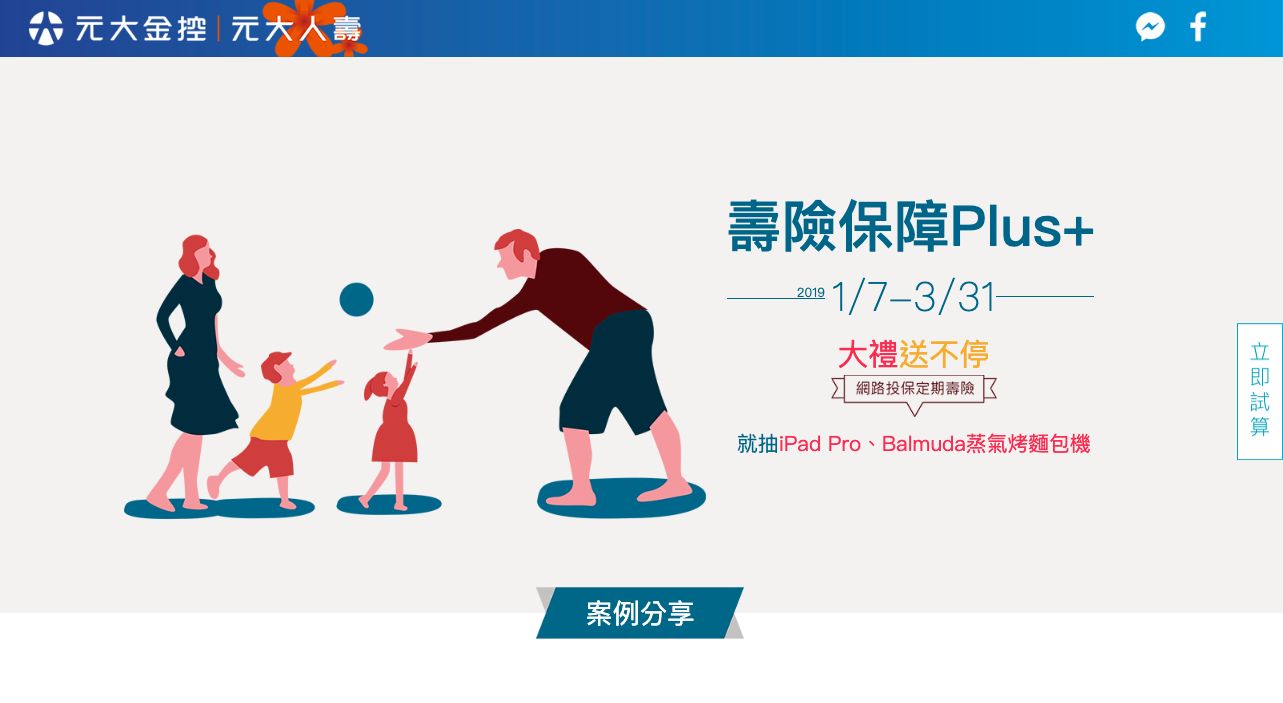 元大金控|元大人壽
壽險保障Plus+
2019 1/7-3/31
大禮送不停
網路投保定期壽險
就抽iPad Pro、Balmuda蒸氣烤麵包機
立即試算
案例分享